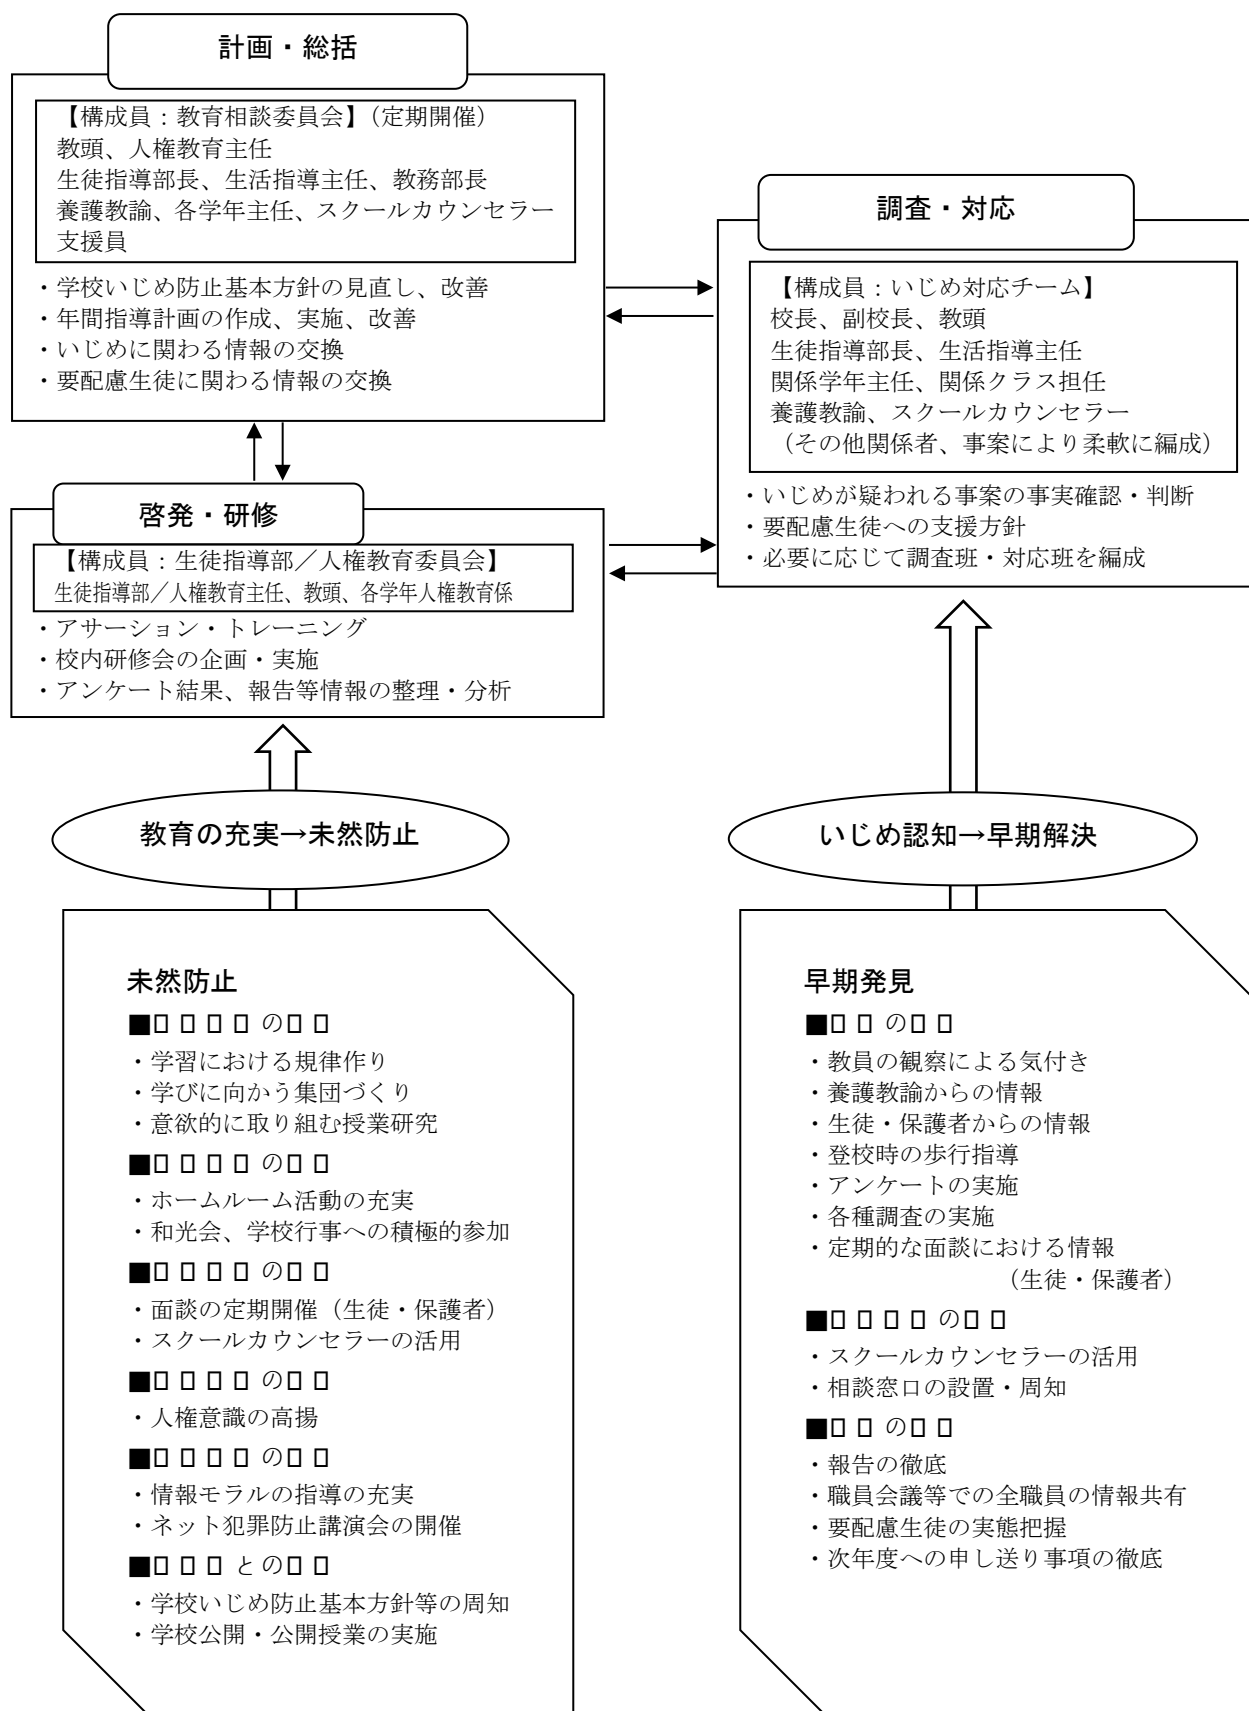 計画・総括
【構成員：教育相談委員会】（定期開催）
教頭、人権教育主任
生徒指導部長、生活指導主任、教務部長
養護教諭、各学年主任、スクールカウンセラー
支援員
・学校いじめ防止基本方針の見直し、改善
・年間指導計画の作成、実施、改善
・いじめに関わる情報の交換
・要配慮生徒に関わる情報の交換
調査・対応
【構成員：いじめ対応チーム】
校長、副校長、教頭
生徒指導部長、生活指導主任
関係学年主任、関係クラス担任
養護教諭、スクールカウンセラー
（その他関係者、事案により柔軟に編成）
・いじめが疑われる事案の事実確認・判断
・要配慮生徒への支援方針
・必要に応じて調査班・対応班を編成
啓発・研修
【構成員：生徒指導部／人権教育委員会】
生徒指導部／人権教育主任、教頭、各学年人権教育係
・アサーション・トレーニング
・校内研修会の企画・実施
・アンケート結果、報告等情報の整理・分析
教育の充実→未然防止
いじめ認知→早期解決
未然防止
■の
・学習における規律作り
・学びに向かう集団づくり
・意欲的に取り組む授業研究
■の
・ホームルーム活動の充実
・和光会、学校行事への積極的参加
■の
・面談の定期開催（生徒・保護者）
・スクールカウンセラーの活用
■の
・人権意識の高揚
■の
・情報モラルの指導の充実
・ネット犯罪防止講演会の開催
■との
・学校いじめ防止基本方針等の周知
・学校公開・公開授業の実施
早期発見
■の
・教員の観察による気付き
・養護教諭からの情報
・生徒・保護者からの情報
・登校時の歩行指導
・アンケートの実施
・各種調査の実施
・定期的な面談における情報
（生徒・保護者）
■の
・スクールカウンセラーの活用
・相談窓口の設置・周知
■の
・報告の徹底
・職員会議等での全職員の情報共有
・要配慮生徒の実態把握
・次年度への申し送り事項の徹底